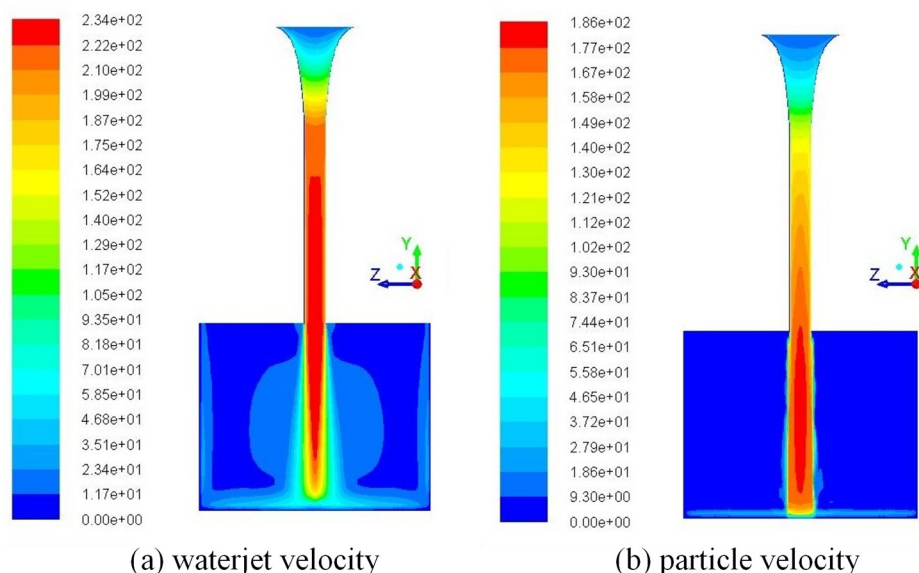 2.34e+02
2.22e+02
2.10e+02
1.99e+02
1.87e+02
1.75e+02
1.64e+02
1.52e+02
1.40e+02
1.29e+02
1.17e+02
1.05e+02
9.35e+01
8.18e+01
7.01e+01
5.85e+01
4.68e+01
3.51e+01
2.34e+01
1.17e+01
0.00e+00
Y
Z X
(a) waterjet velocity
1.86e+02
1.77e+02
1.67e+02
1.58e+02
1.49e+02
1.40e+02
1.30e+02
1.21e+02
1.12e+02
1.02e+02
9.30e+01
8.37e+01
7.44e+01
6.51e+01
5.58e+01
4.65e+01
3.72e+01
2.79e+01
1.86e+01
9.30e+00
0.00e+00
Y
Z X
(b) particle velocity